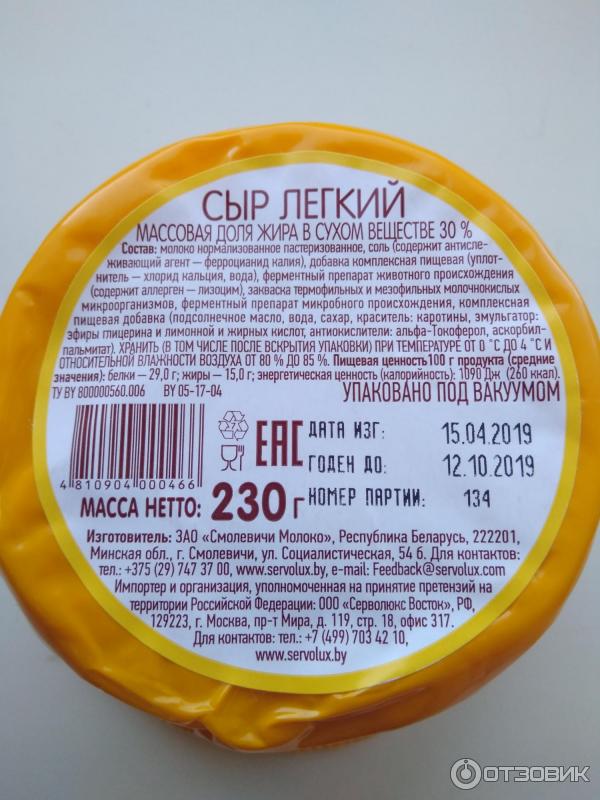 СЫР ЛЕГКИЙ
МАССОВАЯ ДОЛЯ ЖИРА В СУХОМ ВЕЩЕСТВЕ 30 %
Состав: молоко нормализованное пастеризованное, соль (содержит антисле-
живающий агент – ферроцианид калия), добавка комплексная пищевая (уплот-
нитель – хлорид кальция, вода), ферментный препарат животного происхождения
(содержит аллерген – лизоцим), закваска термофильных и мезофильных молочнокислых
микроорганизмов, ферментный препарат микробного происхождения, комплексная
пищевая добавка (подсолнечное масло, вода, сахар, краситель: каротины, эмульгатор:
эфиры глицерина и лимонной и жирных кислот, антиокислители: альфа-Токоферол, аскорбил-
пальмитат). ХРАНИТЬ (В ТОМ ЧИСЛЕ ПОСЛЕ ВСКРЫТИЯ УПАКОВКИ) ПРИ ТЕМПЕРАТУРЕ ОТ 0 °С ДО 4 °С И
ОТНОСИТЕЛЬНОЙ ВЛАЖНОСТИ ВОЗДУХА ОТ 80 % ДО 85 %. Пищевая ценность100 г продукта (средние
значения): белки – 29,0 г; жиры – 15,0 г; энергетическая ценность (калорийность): 1090 Дж (260 ккал).
ТУ BY 800000560.006 BY 05-17-04 УПАКОВАНО ПОД ВАКУУМОМ
4 810904 000466
7
ЕАС
ДАТА ИЗГ: 15.04.2019
ГОДЕН ДО: 12.10.2019
НОМЕР ПАРТИИ: 134
МАССА НЕТТО: 230 г
Изготовитель: ЗАО «Смолевичи Молоко», Республика Беларусь, 222201,
Минская обл., г. Смолевичи, ул. Социалистическая, 54 б. Для контактов:
тел.: +375 (29) 747 37 00, www.servolux.by, e-mail: Feedback@servolux.com
Импортер и организация, уполномоченная на принятие претензий на
территории Российской Федерации: ООО «Серволюкс Восток», РФ,
129223, г. Москва, пр-т Мира, д. 119, стр. 18, офис 317.
Для контактов: тел.: +7 (499) 703 42 10,
www.servolux.by
ОТЗОВИК